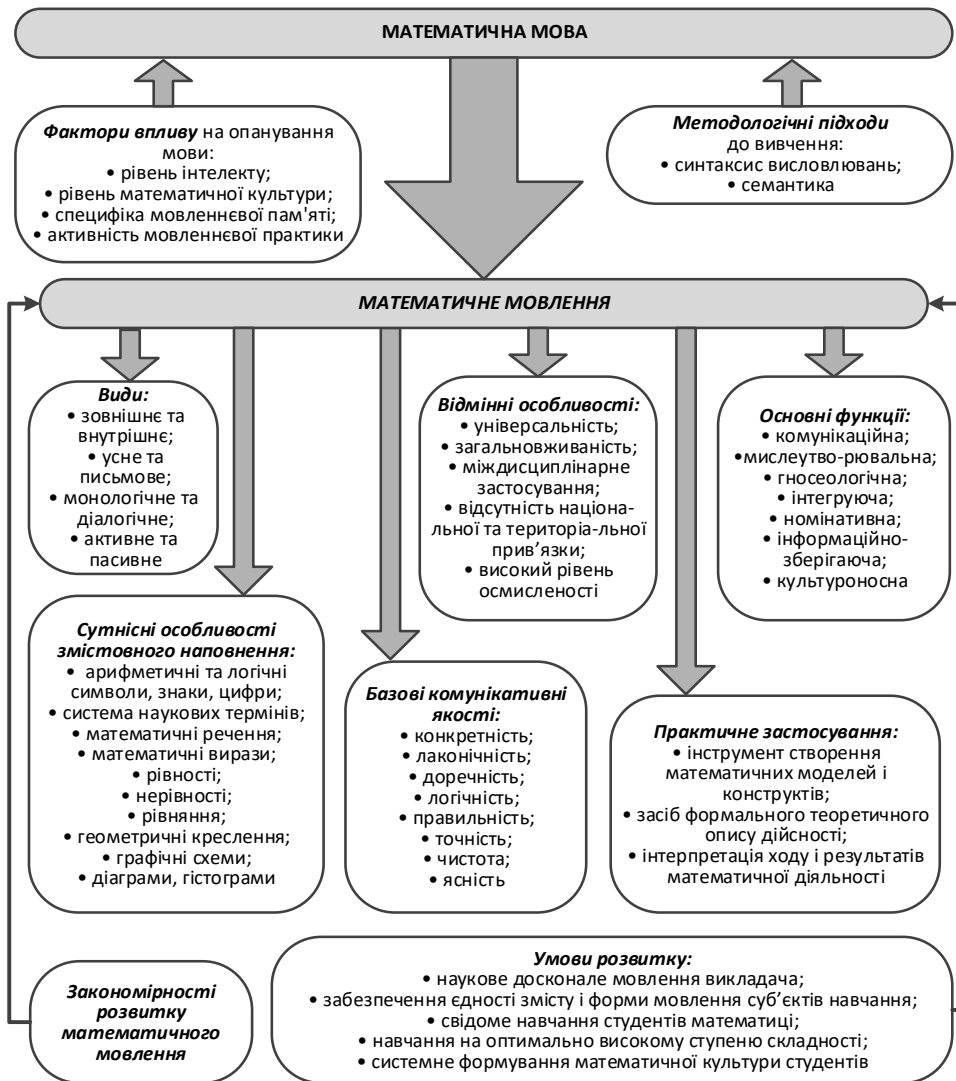 МАТЕМАТИЧНА МОВА
Фактори впливу на опанування
мови:
• рівень інтелекту;
• рівень математичної культури;
• специфіка мовленнєвої пам'яті;
• активність мовленнєвої практики
Методологічні підходи
до вивчення:
• синтаксис висловлювань;
• семантика
МАТЕМАТИЧНЕ МОВЛЕННЯ
Види:
• зовнішнє та
внутрішнє;
• усне та
письмове;
• монологічне та
діалогічне;
• активне та
пасивне
Відмінні особливості:
• універсальність;
• загальновживаність;
• міждисциплінарне
застосування;
• відсутність націона-
льної та територіа-льної
прив’язки;
• високий рівень
осмисленості
Основні функції:
• комунікаційна;
•мислеутво-рювальна;
• гносеологічна;
• інтегруюча;
• номінативна;
• інформаційно-
зберігаюча;
• культуроносна
Сутнісні особливості
змістовного наповнення:
• арифметичні та логічні
символи, знаки, цифри;
• система наукових термінів;
• математичні речення;
• математичні вирази;
• рівності;
• нерівності;
• рівняння;
• геометричні креслення;
• графічні схеми;
• діаграми, гістограми
Базові комунікативні
якості:
• конкретність;
• лаконічність;
• доречність;
• логічність;
• правильність;
• точність;
• чистота;
• ясність
Практичне застосування:
• інструмент створення
математичних моделей і
конструктів;
• засіб формального теоретичного
опису дійсності;
• інтерпретація ходу і результатів
математичної діяльності
Закономірності
розвитку
математичного
мовлення
Умови розвитку:
• наукове досконале мовлення викладача;
• забезпечення єдності змісту і форми мовлення суб’єктів навчання;
• свідоме навчання студентів математиці;
• навчання на оптимально високому ступеню складності;
• системне формування математичної культури студентів